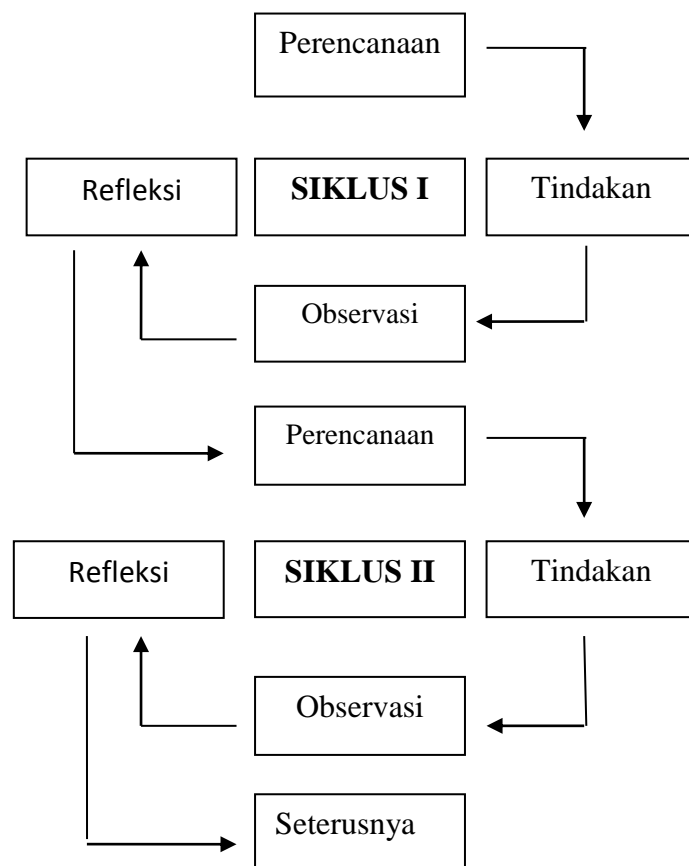 Perencanaan
Refleksi
SIKLUS I
Tindakan
Observasi
Perencanaan
Refleksi
SIKLUS II
Tindakan
Observasi
Seterusnya